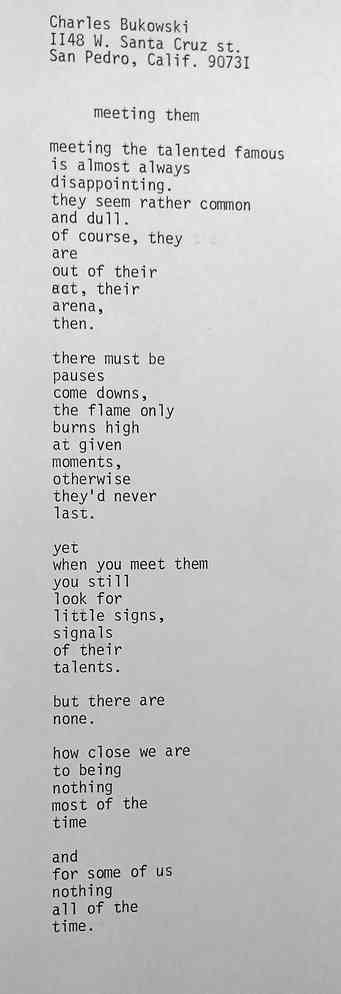 Charles Bukowski
II48 W. Santa Cruz st.
San Pedro, Calif. 9073I
meeting them
meeting the talented famous
is almost always
disappointing.
they seem rather common
and dull.
of course, they
are
out of their
act, their
arena,
then.
there must be
pauses
come downs,
the flame only
burns high
at given
moments,
otherwise
they'd never
last.
yet
when you meet them
you still
look for
little signs,
signals
of their
talents.
but there are
none.
how close we are
to being
nothing
most of the
time
and
for some of us
nothing
all of the
time.